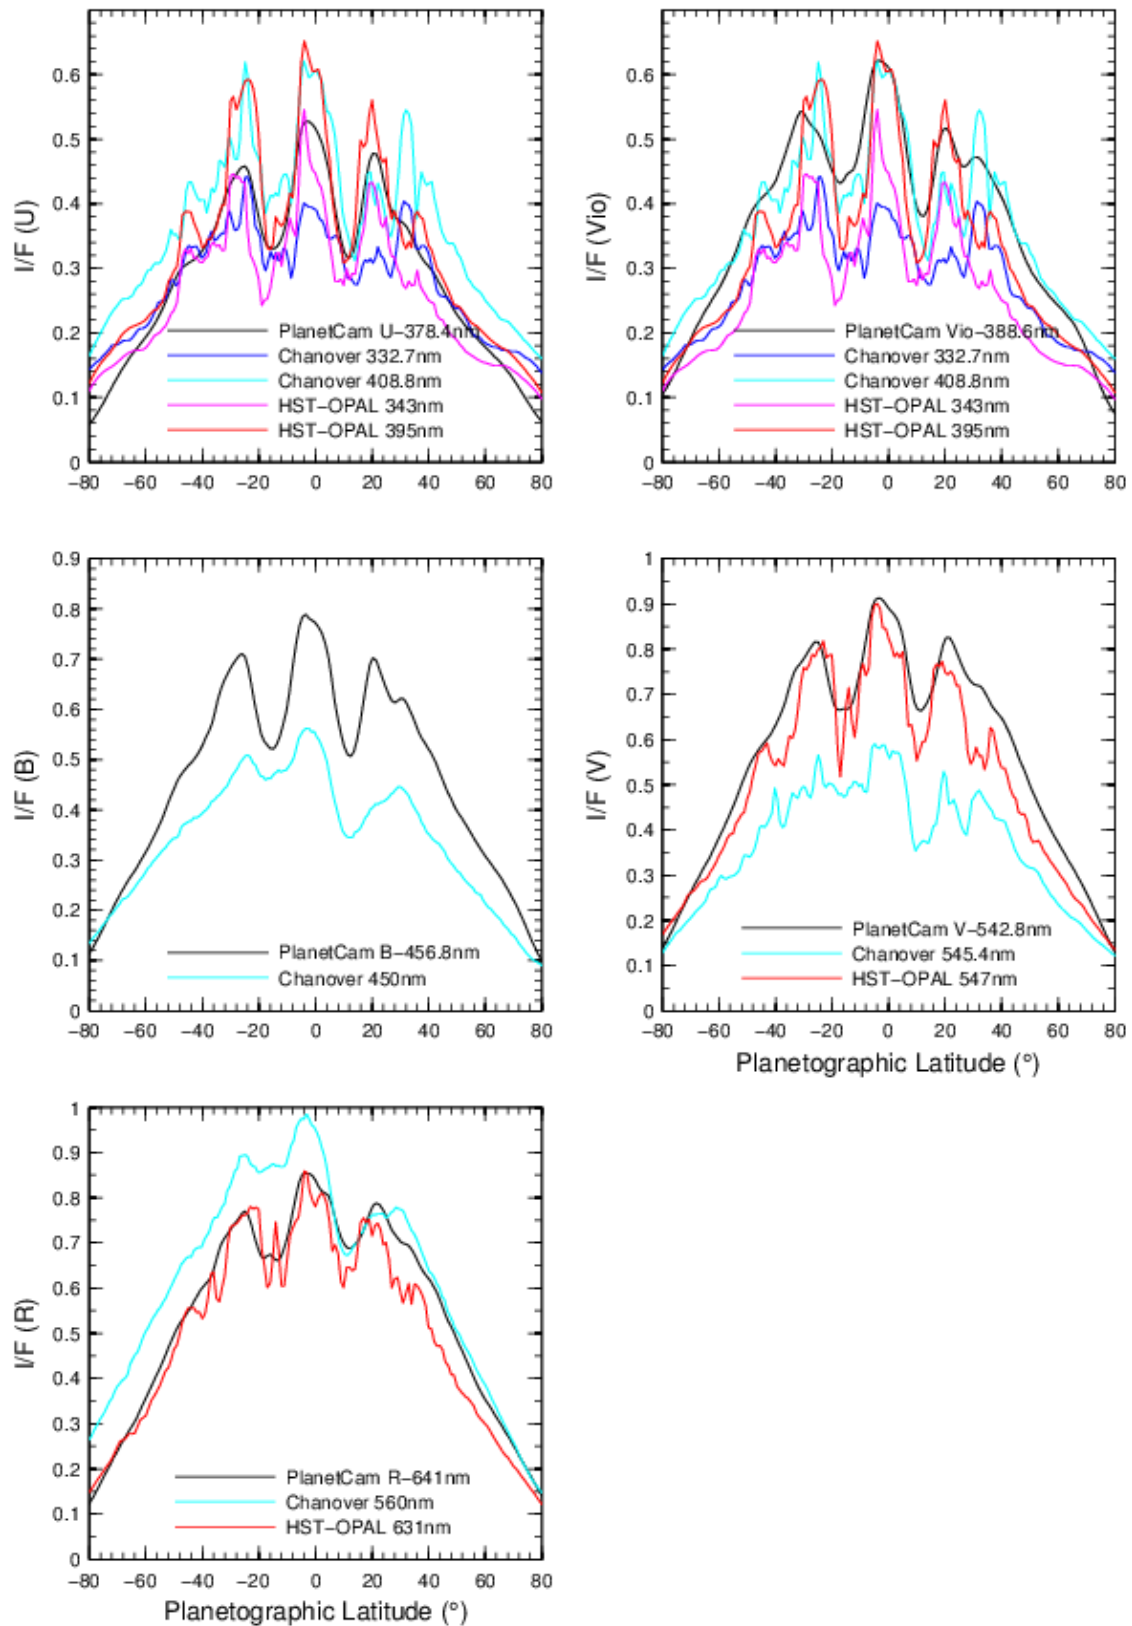 I/F (U)
0.6
0.5
0.4
0.3
0.2
0.1
0
PlanetCam U−378.4nm
Chanover 332.7nm
Chanover 408.8nm
HST−OPAL 343nm
HST−OPAL 395nm
−80 −60 −40 −20 0 20 40 60 80
I/F (Vio)
0.6
0.5
0.4
0.3
0.2
0.1
0
PlanetCam Vio−388.6nm
Chanover 332.7nm
Chanover 408.8nm
HST−OPAL 343nm
HST−OPAL 395nm
−80 −60 −40 −20 0 20 40 60 80
I/F (B)
0.9
0.8
0.7
0.6
0.5
0.4
0.3
0.2
0.1
0
PlanetCam B−456.8nm
Chanover 450nm
−80 −60 −40 −20 0 20 40 60 80
I/F (V)
1
0.9
0.8
0.7
0.6
0.5
0.4
0.3
0.2
0.1
0
PlanetCam V−542.8nm
Chanover 545.4nm
HST−OPAL 547nm
−80 −60 −40 −20 0 20 40 60 80
Planetographic Latitude (°)
I/F (R)
1
0.9
0.8
0.7
0.6
0.5
0.4
0.3
0.2
0.1
0
PlanetCam R−641nm
Chanover 560nm
HST−OPAL 631nm
−80 −60 −40 −20 0 20 40 60 80
Planetographic Latitude (°)